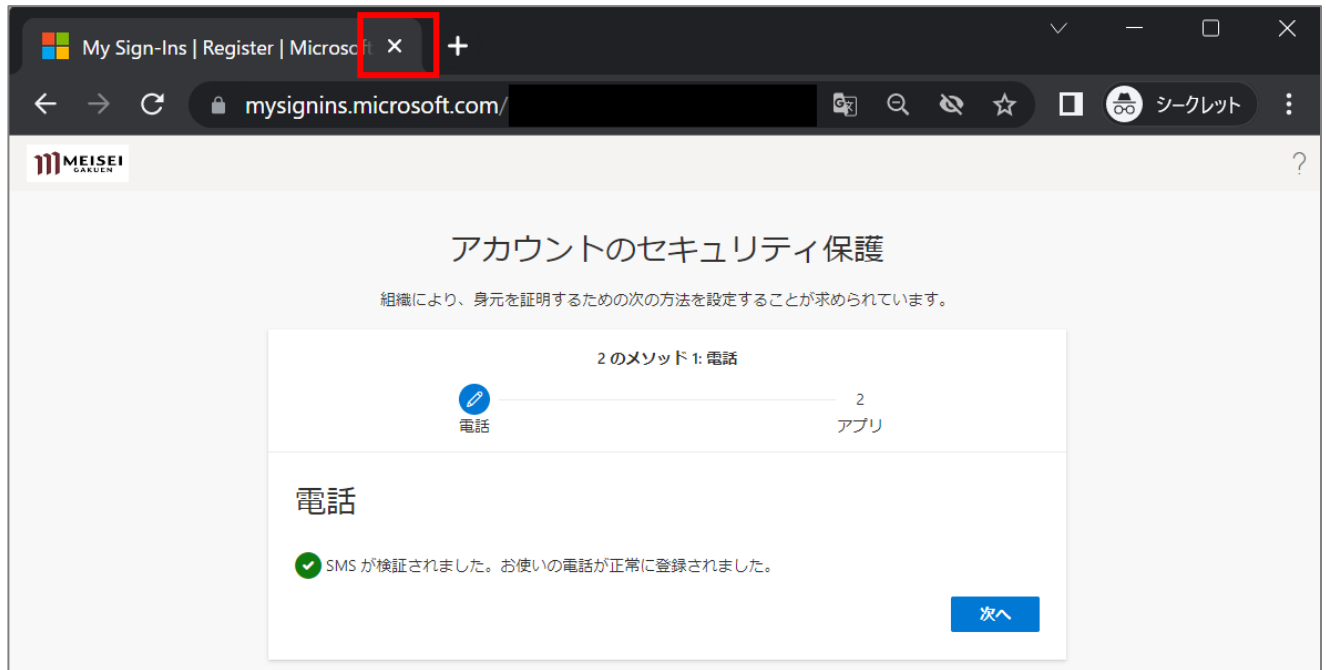 My Sign-Ins | Register | Microsoft
mysignins.microsoft.com/
シークレット
MEISEI
GAKUEN
?
アカウントのセキュリティ保護
組織により、身元を証明するための次の方法を設定することが求められています。
2 のメソッド 1: 電話
2
電話
アプリ
電話
SMS が検証されました。お使いの電話が正常に登録されました。
次へ